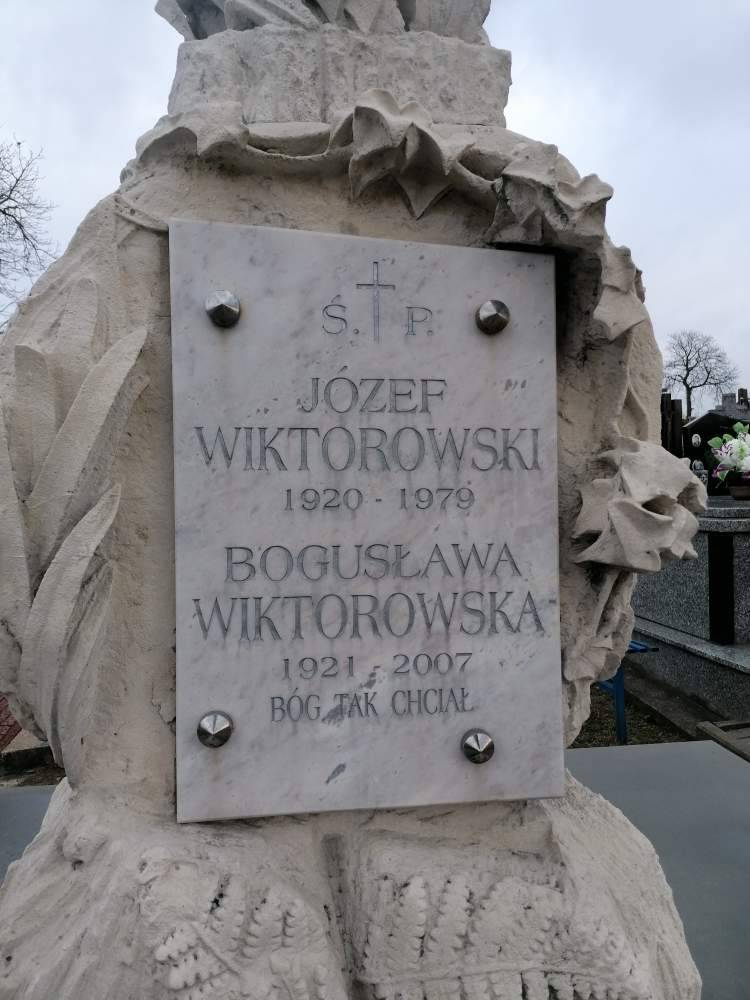 Ś. P.
JÓZEF
WIKTOROWSKI
1920 - 1979
BOGUSŁAWA
WIKTOROWSKA
1921 - 2007
BÓG TAK CHCIAŁ